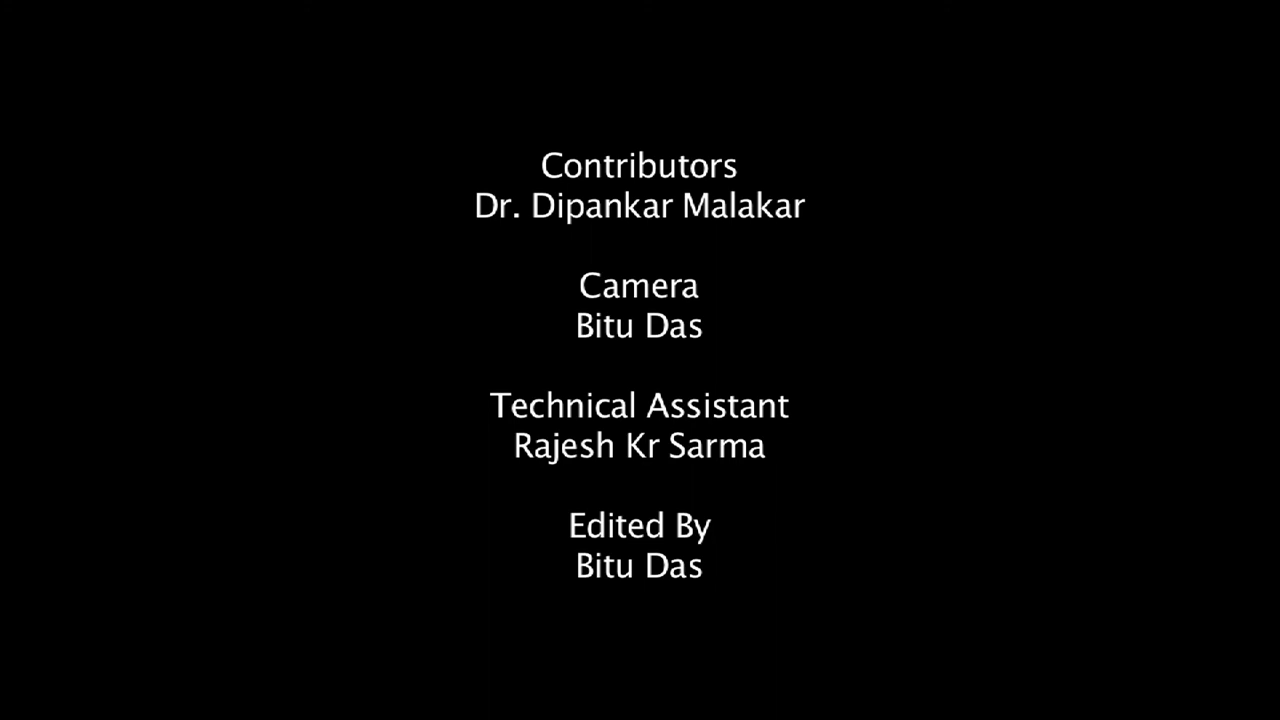 Contributors
Dr. Dipankar Malakar
Camera
Bitu Das
Technical Assistant
Rajesh Kr Sarma
Edited By
Bitu Das